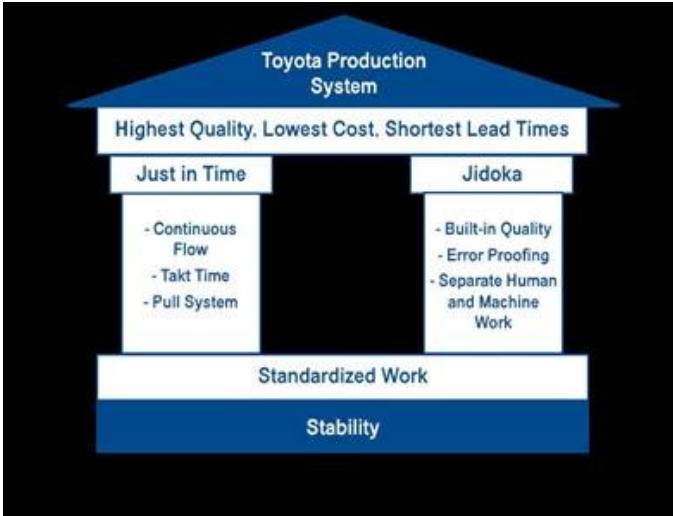 Toyota Production
System
Highest Quality, Lowest Cost, Shortest Lead Times
Just in Time
Jidoka
- Continuous
Flow
- Takt Time
- Pull System
- Built-in Quality
- Error Proofing
- Separate Human
and Machine
Work
Standardized Work
Stability